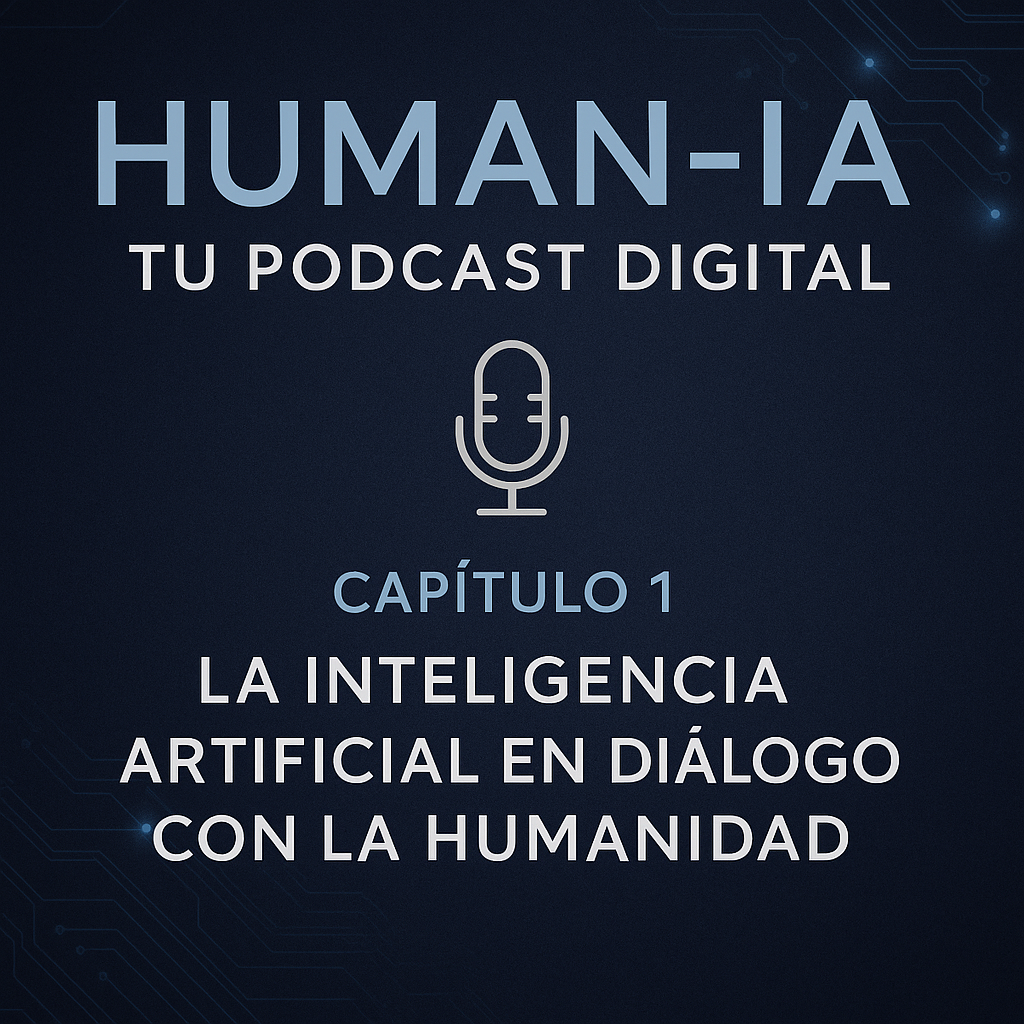 HUMAN-IA
TU PODCAST DIGITAL
CAPÍTULO 1
LA INTELIGENCIA
ARTIFICIAL EN DIÁLOGO
CON LA HUMANIDAD